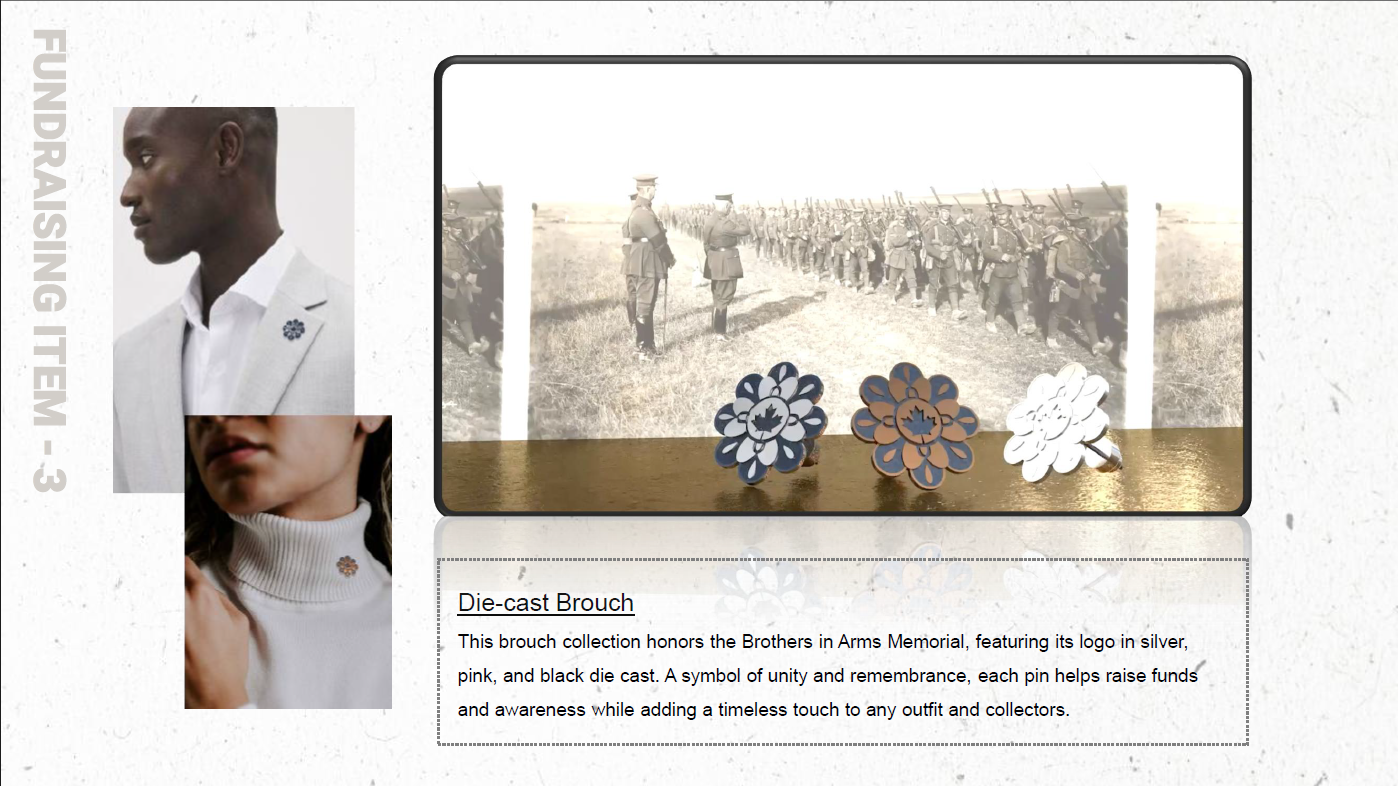 FUNDRAISING ITEM - 3
Die-cast Brouch
This brouch collection honors the Brothers in Arms Memorial, featuring its logo in silver,
pink, and black die cast. A symbol of unity and remembrance, each pin helps raise funds
and awareness while adding a timeless touch to any outfit and collectors.